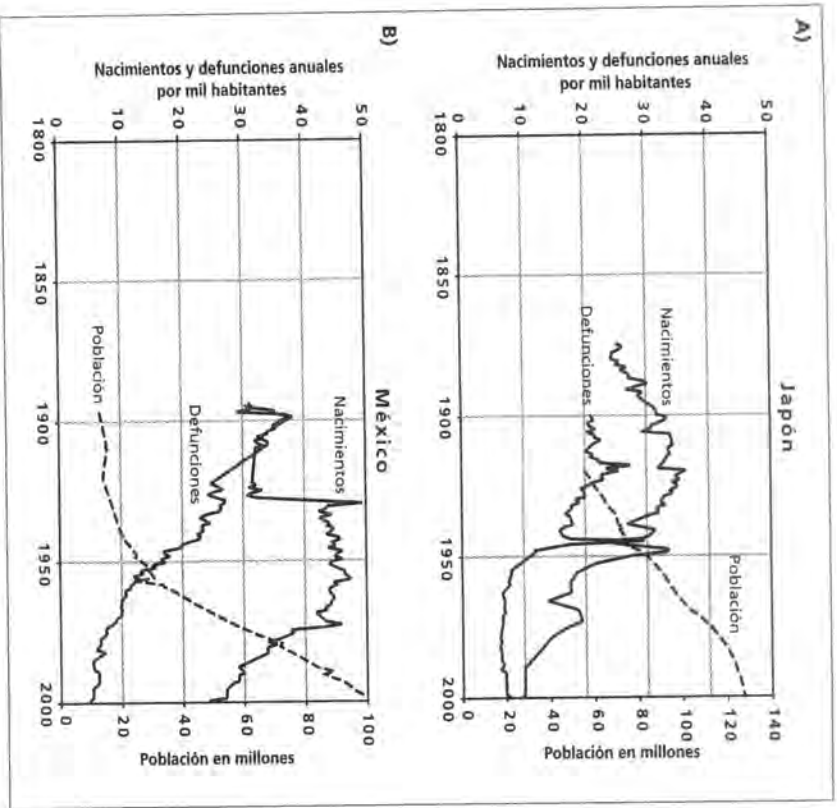 A)
Japón
Nacimientos y defunciones anuales
por mil habitantes
50
40
30
20
10
0
Nacimientos
Defunciones
Población
140
120
100
80
60
40
20
0
Población en millones
1800
1850
1900
1950
2000
B)
México
Nacimientos y defunciones anuales
por mil habitantes
50
40
30
20
10
0
Nacimientos
Defunciones
Población
100
80
60
40
20
0
Población en millones
1800
1850
1900
1950
2000